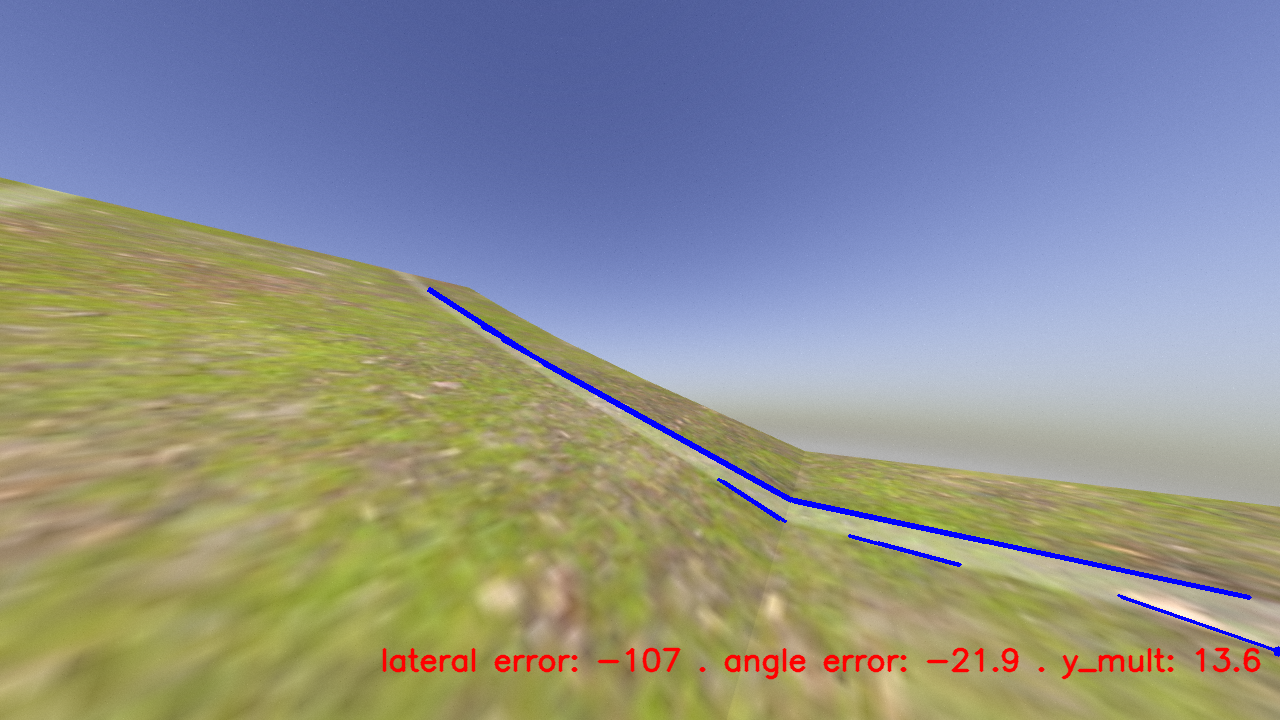 lateral error: −107 . angle error: −21.9 . y_mult: 13.6